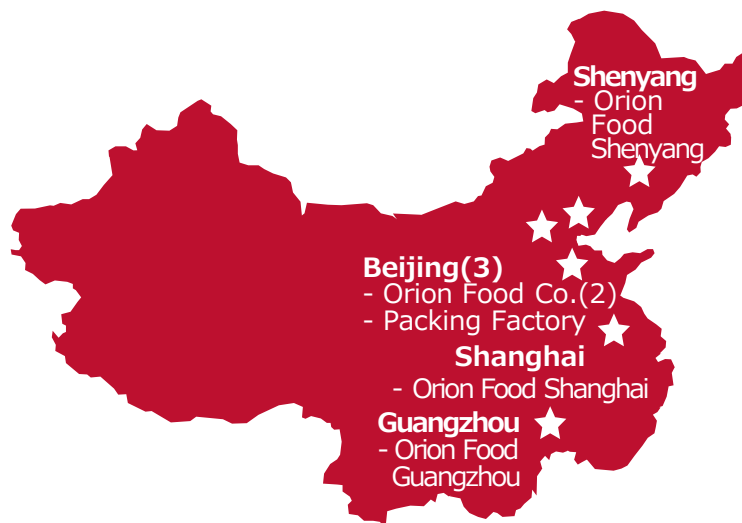 Shenyang
- Orion
Food
Shenyang
Beijing(3)
- Orion Food Co.(2)
- Packing Factory
Shanghai
- Orion Food Shanghai
Guangzhou
- Orion Food
Guangzhou